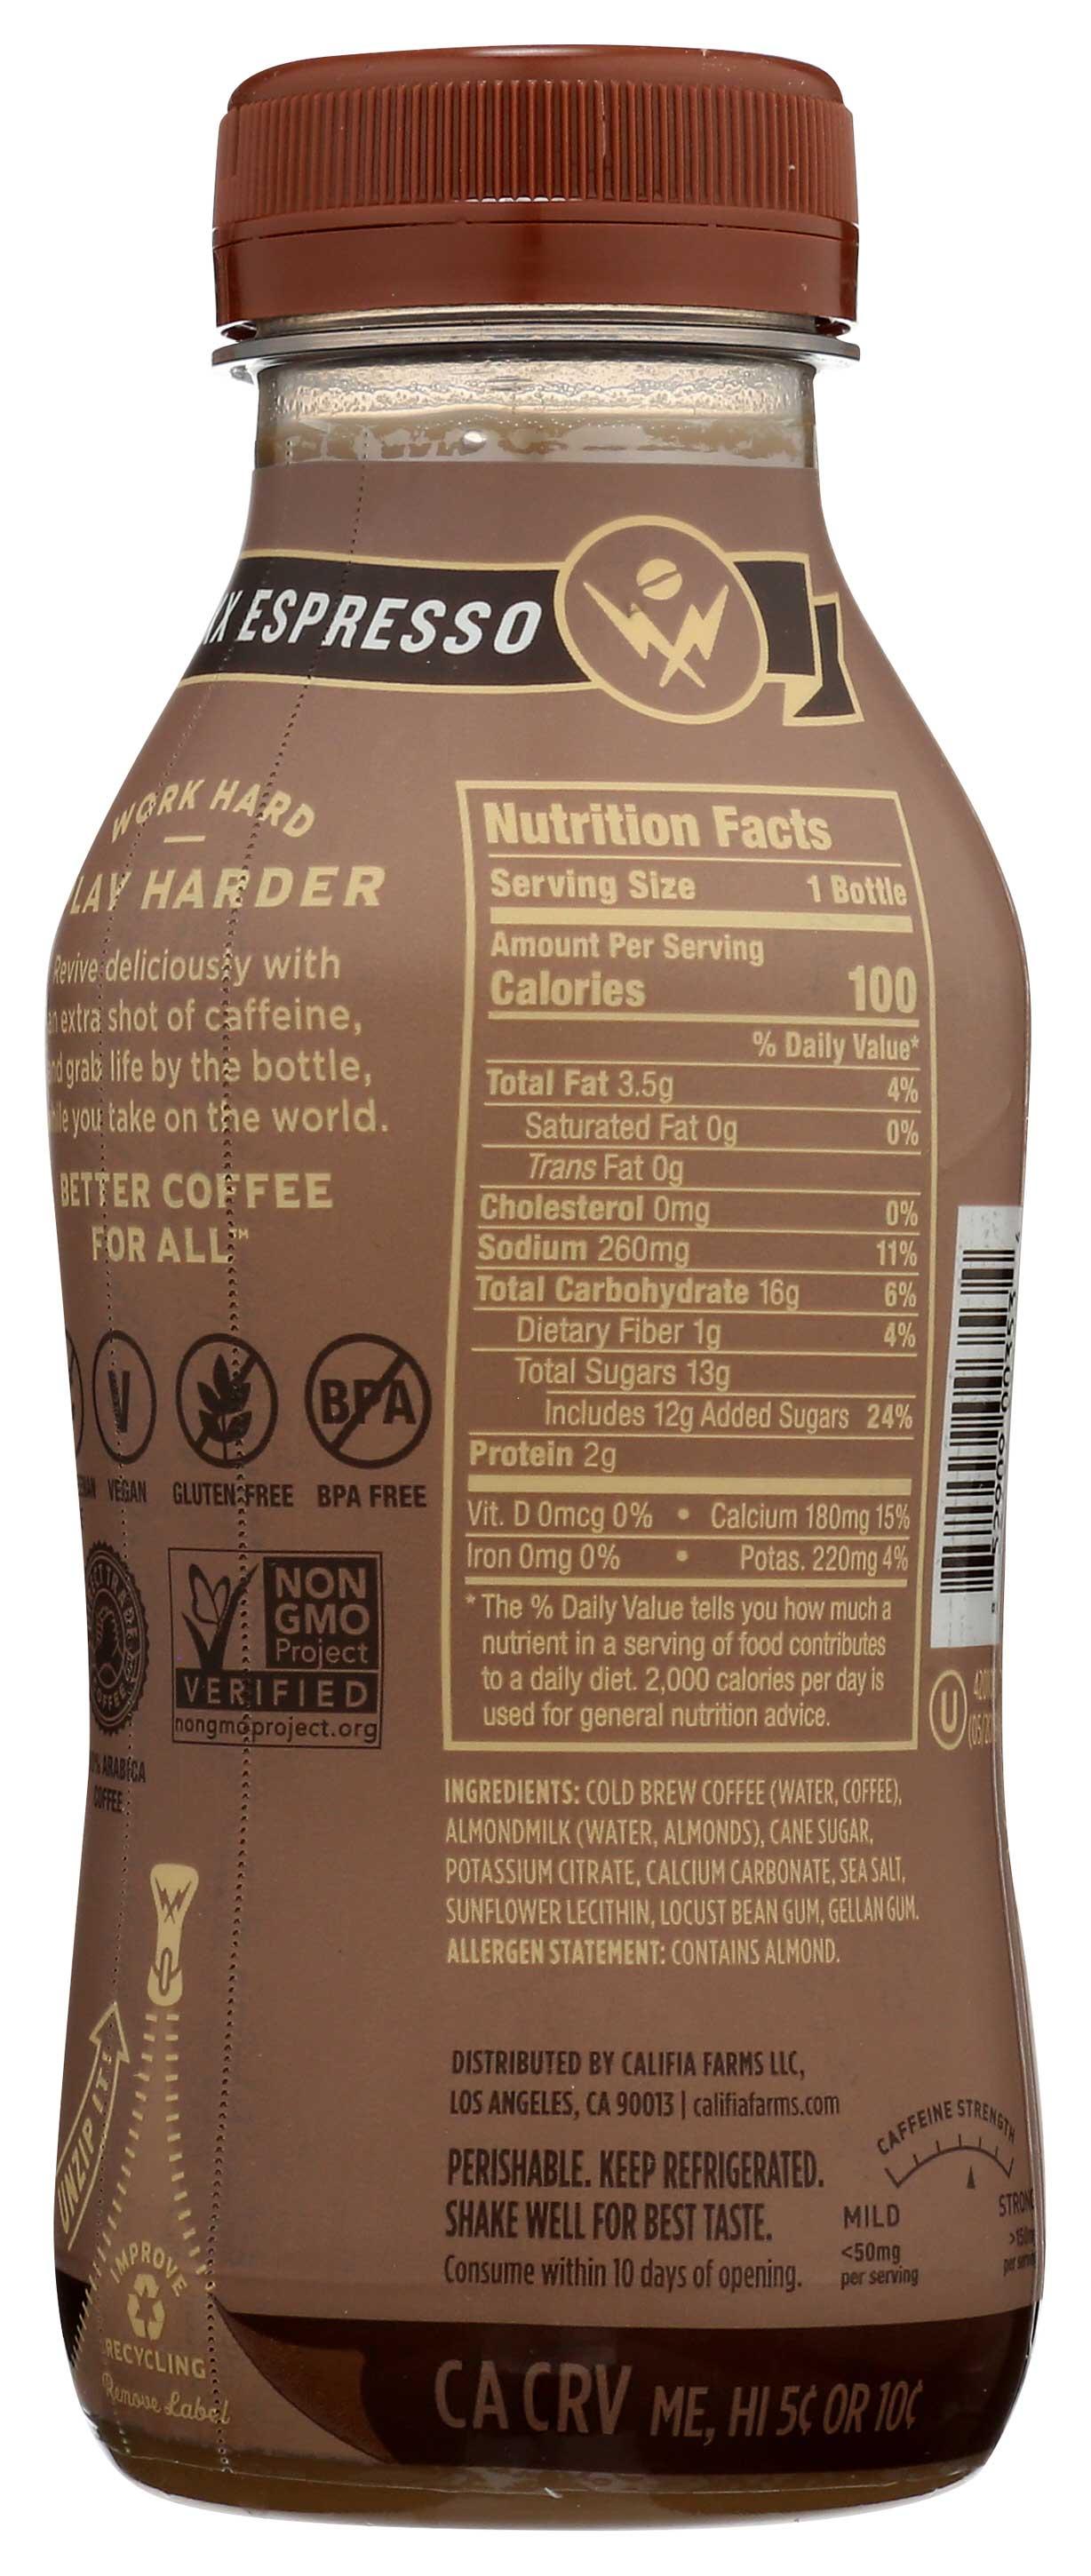 ESPRESSO
WORK HARD
HARDER
Revive deliciously with
extra shot of caffeine,
grab life by the bottle,
you take on the world.
BETTER COFFEE
FOR ALL™
V
BPA
VEGAN
GLUTEN FREE
BPA FREE
NON
GMO
Project
VERIFIED
nongmoproject.org
ARABICA
COFFEE
UNZIP IT!
IMPROVE
RECYCLING
Remove Label
Nutrition Facts
Serving Size 1 Bottle
Amount Per Serving
Calories 100
% Daily Value*
Total Fat 3.5g 4%
Saturated Fat 0g 0%
Trans Fat 0g
Cholesterol 0mg 0%
Sodium 260mg 11%
Total Carbohydrate 16g 6%
Dietary Fiber 1g 4%
Total Sugars 13g
Includes 12g Added Sugars 24%
Protein 2g
Vit. D 0mcg 0% • Calcium 180mg 15%
Iron 0mg 0% • Potas. 220mg 4%
* The % Daily Value tells you how much a
nutrient in a serving of food contributes
to a daily diet. 2,000 calories per day is
used for general nutrition advice.
U
INGREDIENTS: COLD BREW COFFEE (WATER, COFFEE),
ALMONDMILK (WATER, ALMONDS), CANE SUGAR,
POTASSIUM CITRATE, CALCIUM CARBONATE, SEA SALT,
SUNFLOWER LECITHIN, LOCUST BEAN GUM, GELLAN GUM.
ALLERGEN STATEMENT: CONTAINS ALMOND.
DISTRIBUTED BY CALIFIA FARMS LLC,
LOS ANGELES, CA 90013 | califiafarms.com
PERISHABLE. KEEP REFRIGERATED.
SHAKE WELL FOR BEST TASTE.
Consume within 10 days of opening.
CAFFEINE STRENGTH
MILD
<50mg
per serving
STRONG
CA CRV ME, HI 5¢ OR 10¢